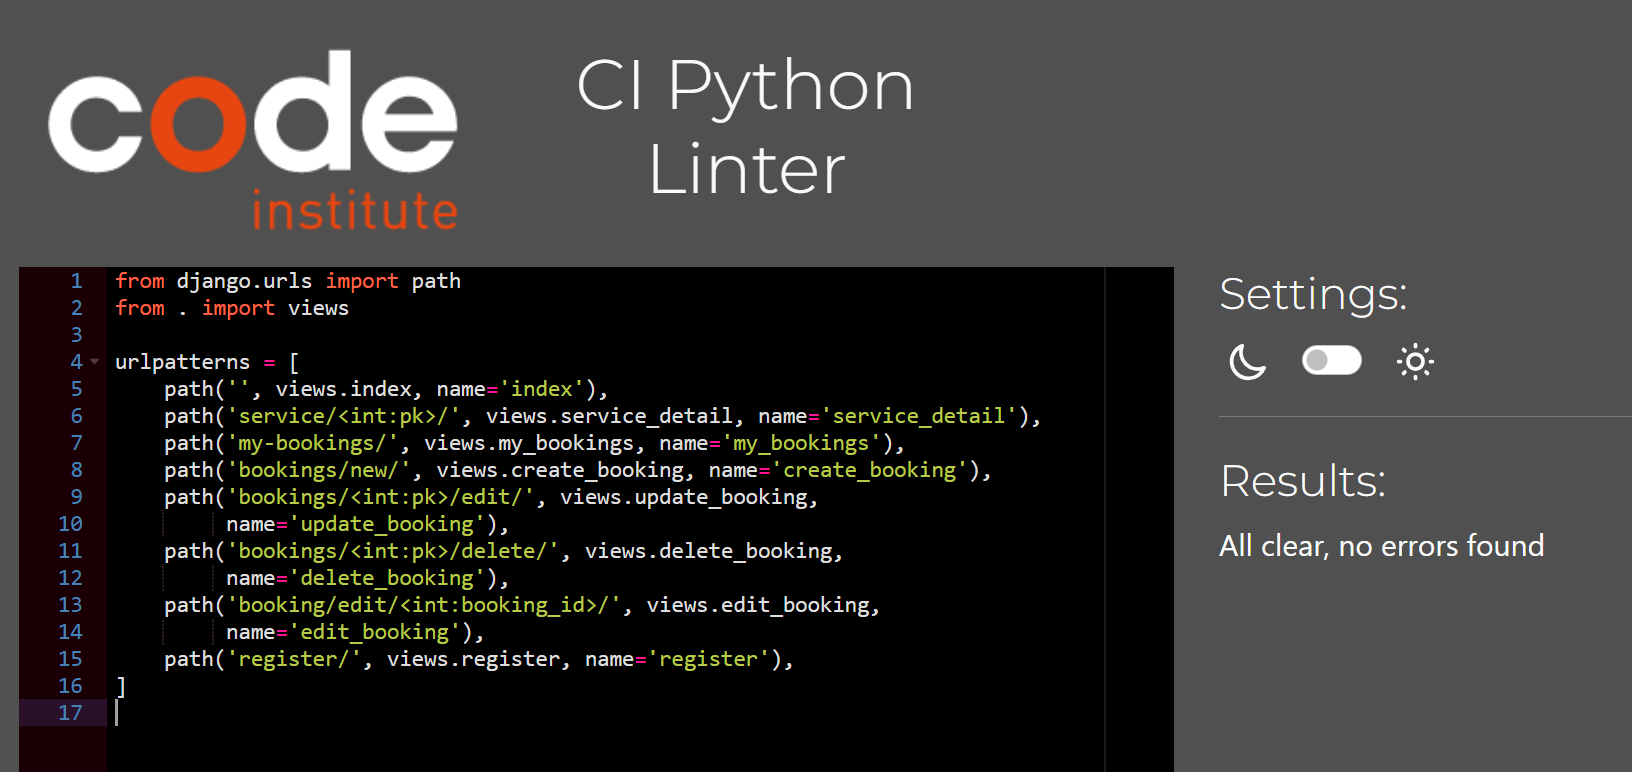 code
institute
CI Python
Linter
1 from django.urls import path
2 from . import views
3
4 urlpatterns = [
5     path('', views.index, name='index'),
6     path('service/<int:pk>/', views.service_detail, name='service_detail'),
7     path('my-bookings/', views.my_bookings, name='my_bookings'),
8     path('bookings/new/', views.create_booking, name='create_booking'),
9     path('bookings/<int:pk>/edit/', views.update_booking,
10          name='update_booking'),
11     path('bookings/<int:pk>/delete/', views.delete_booking,
12          name='delete_booking'),
13     path('booking/edit/<int:booking_id>/', views.edit_booking,
14          name='edit_booking'),
15     path('register/', views.register, name='register'),
16 ]
17
Settings:
Results:
All clear, no errors found